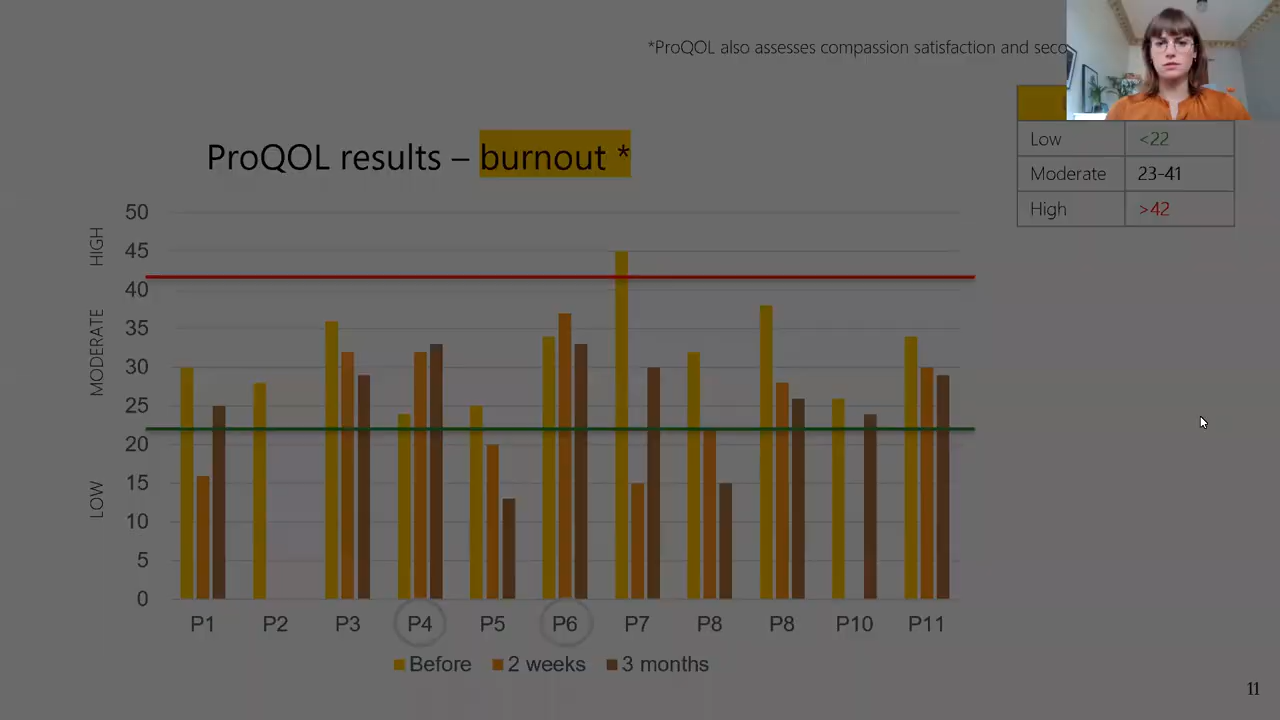 *ProQOL also assesses compassion satisfaction and
Low <22
Moderate 23-41
High >42
ProQOL results – burnout *
50
45
40
35
30
25
20
15
10
5
0
HIGH
MODERATE
LOW
P1 P2 P3 P4 P5 P6 P7 P8 P8 P10 P11
Before 2 weeks 3 months
11